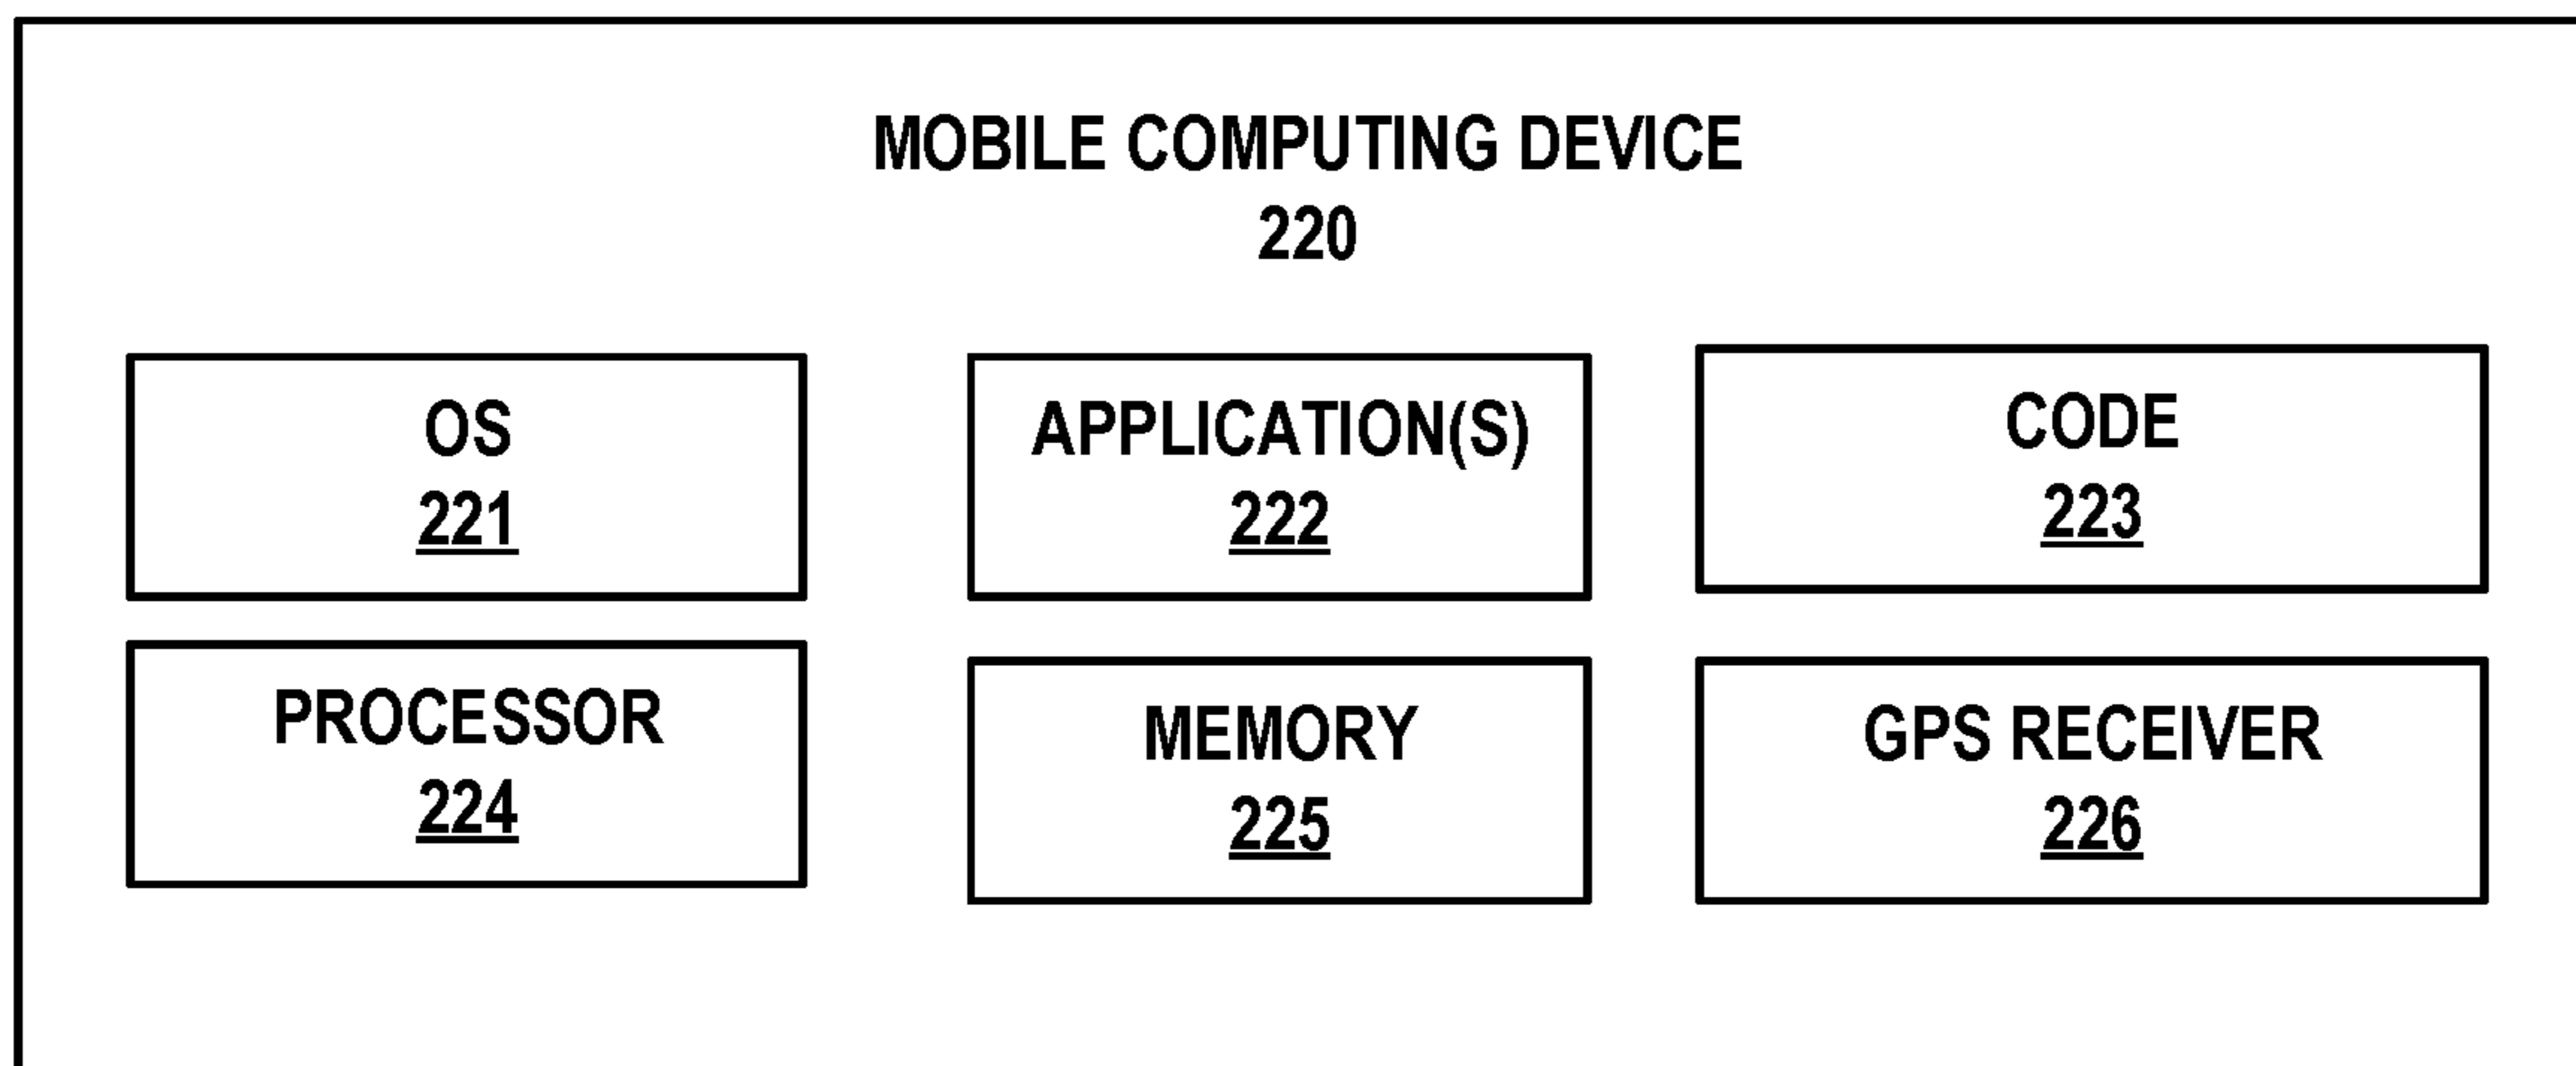 MOBILE COMPUTING DEVICE
220
OS
221
APPLICATION(S)
222
CODE
223
PROCESSOR
224
MEMORY
225
GPS RECEIVER
226